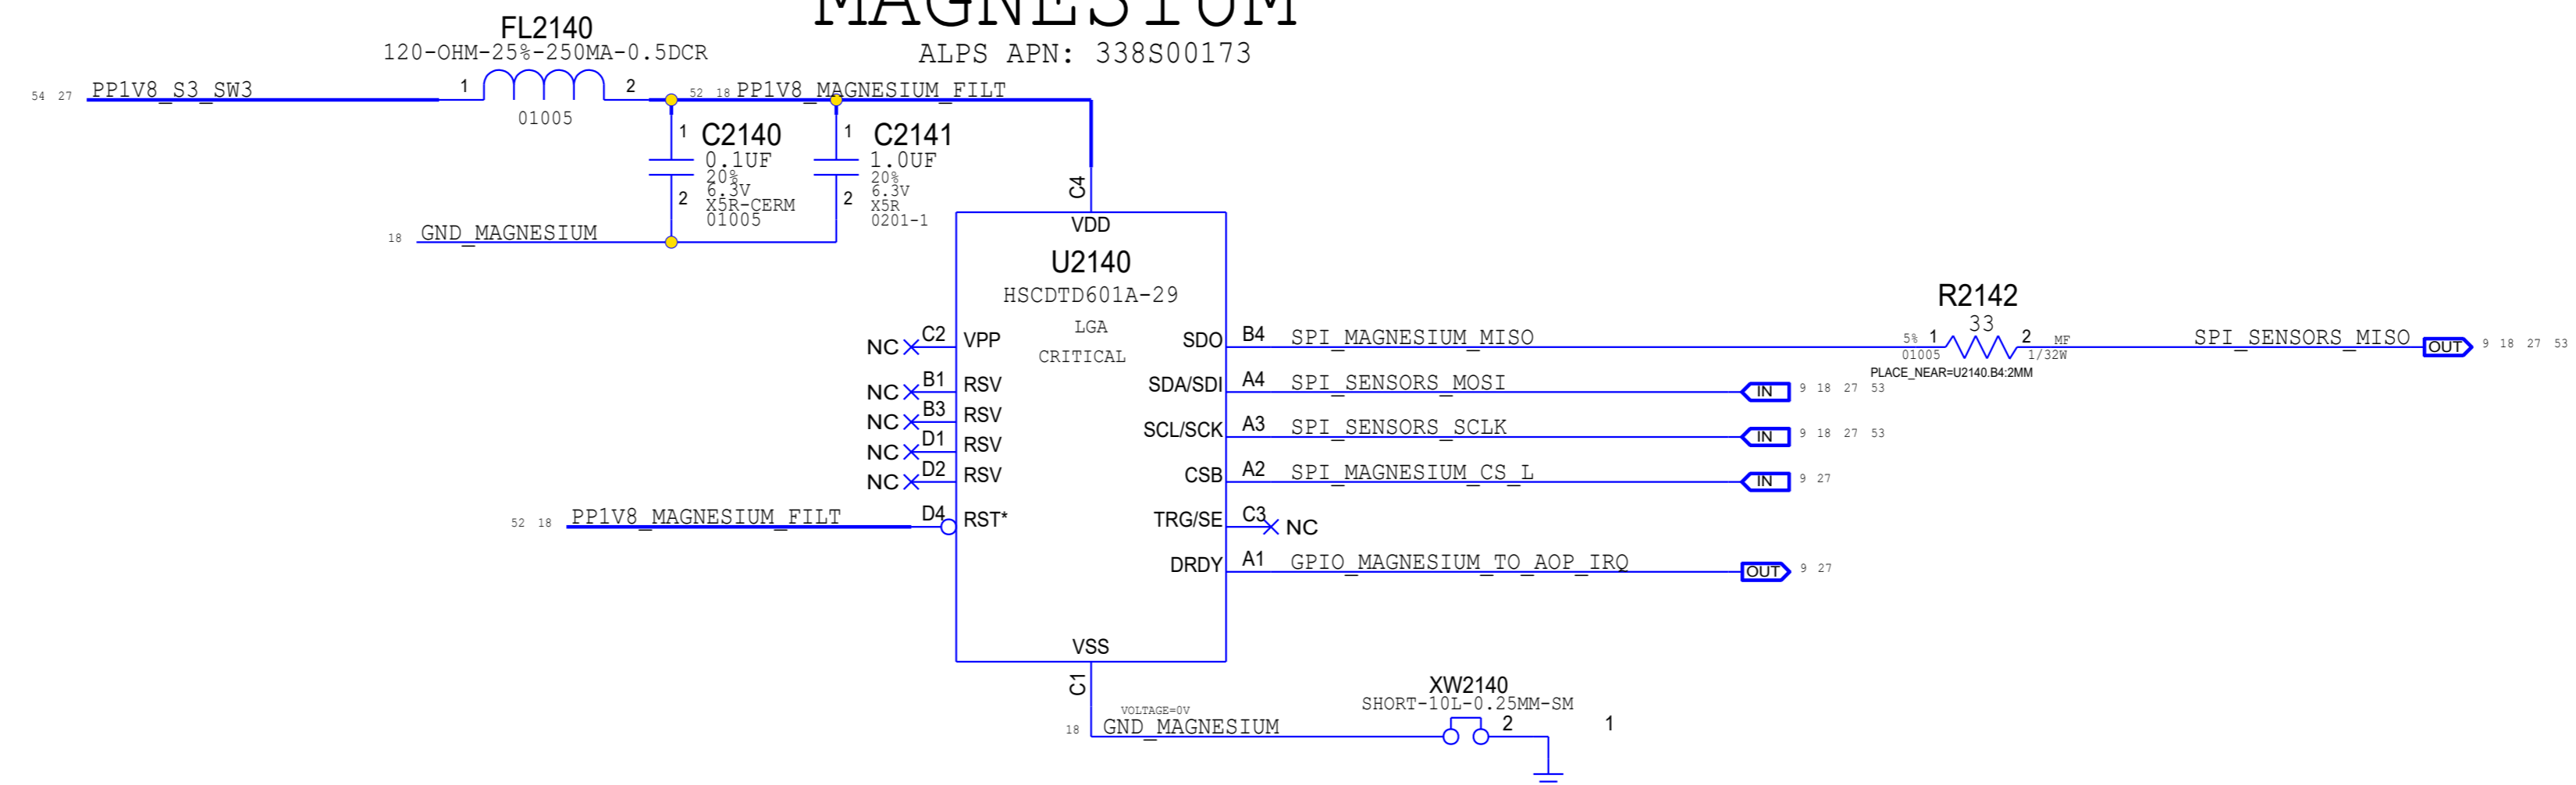 MAGNESIUM
ALPS APN: 338S00173
FL2140
120-OHM-25%-250MA-0.5DCR
54 27 PP1V8_S3_SW3 1 2 52 18 PP1V8_MAGNESIUM_FILT
01005
1 C2140 1 C2141
0.1UF 1.0UF
20% 20%
6.3V 6.3V
2 X5R-CERM 2 X5R
01005 0201-1
18 GND_MAGNESIUM
C4
VDD
U2140
HSCDTD601A-29
LGA
CRITICAL
NC C2 VPP
NC B1 RSV
NC B3 RSV
NC D1 RSV
NC D2 RSV
52 18 PP1V8_MAGNESIUM_FILT D4 RST*
SDO B4 SPI_MAGNESIUM_MISO
R2142
33
5% 1 2 MF
01005 1/32W
PLACE_NEAR=U2140.B4:2MM
SPI_SENSORS_MISO OUT 9 18 27 53
SDA/SDI A4 SPI_SENSORS_MOSI IN 9 18 27 53
SCL/SCK A3 SPI_SENSORS_SCLK IN 9 18 27 53
CSB A2 SPI_MAGNESIUM_CS_L IN 9 27
TRG/SE C3 NC
DRDY A1 GPIO_MAGNESIUM_TO_AOP_IRQ OUT 9 27
VSS
C1
XW2140
SHORT-10L-0.25MM-SM
VOLTAGE=0V
18 GND_MAGNESIUM 2 1